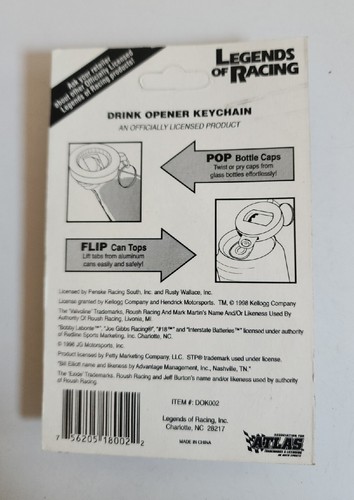 Ask your retailer
about other Officially Licensed
Legends of Racing products!
LEGENDS
OF RACING
DRINK OPENER KEYCHAIN
AN OFFICIALLY LICENSED PRODUCT
POP Bottle Caps
Twist or pry caps from
glass bottles effortlessly!
FLIP Can Tops
Lift tabs from aluminum
cans easily and safely!
Licensed by Penske Racing South, Inc. and Rusty Wallace, Inc.
License granted by Kellogg Company and Hendrick Motorsports. TM, © 1998 Kellogg Company
The "Valvoline" Trademarks, Roush Racing And Mark Martin's Name And/Or Likeness Used By
Authority Of Roush Racing, Livonia, MI.
"Bobby Labonte™", "Joe Gibbs Racing®", "#18™" and "Interstate Batteries™" licensed under authority of
Redline Sports Marketing, Inc. Charlotte, NC.
© 1998 JG Motorsports, Inc.
Product licensed by Petty Marketing Company, LLC. STP® trademark used under license.
"Bill Elliott name and likeness by Advantage Management, Inc., Nashville, TN."
The "Exide" Trademarks, Roush Racing and Jeff Burton's name and/or likeness used by authority
of Roush Racing.
ITEM #: DOK002
Legends of Racing, Inc.
Charlotte, NC 28217
MADE IN CHINA
7 56205 18002 2
ATLAS